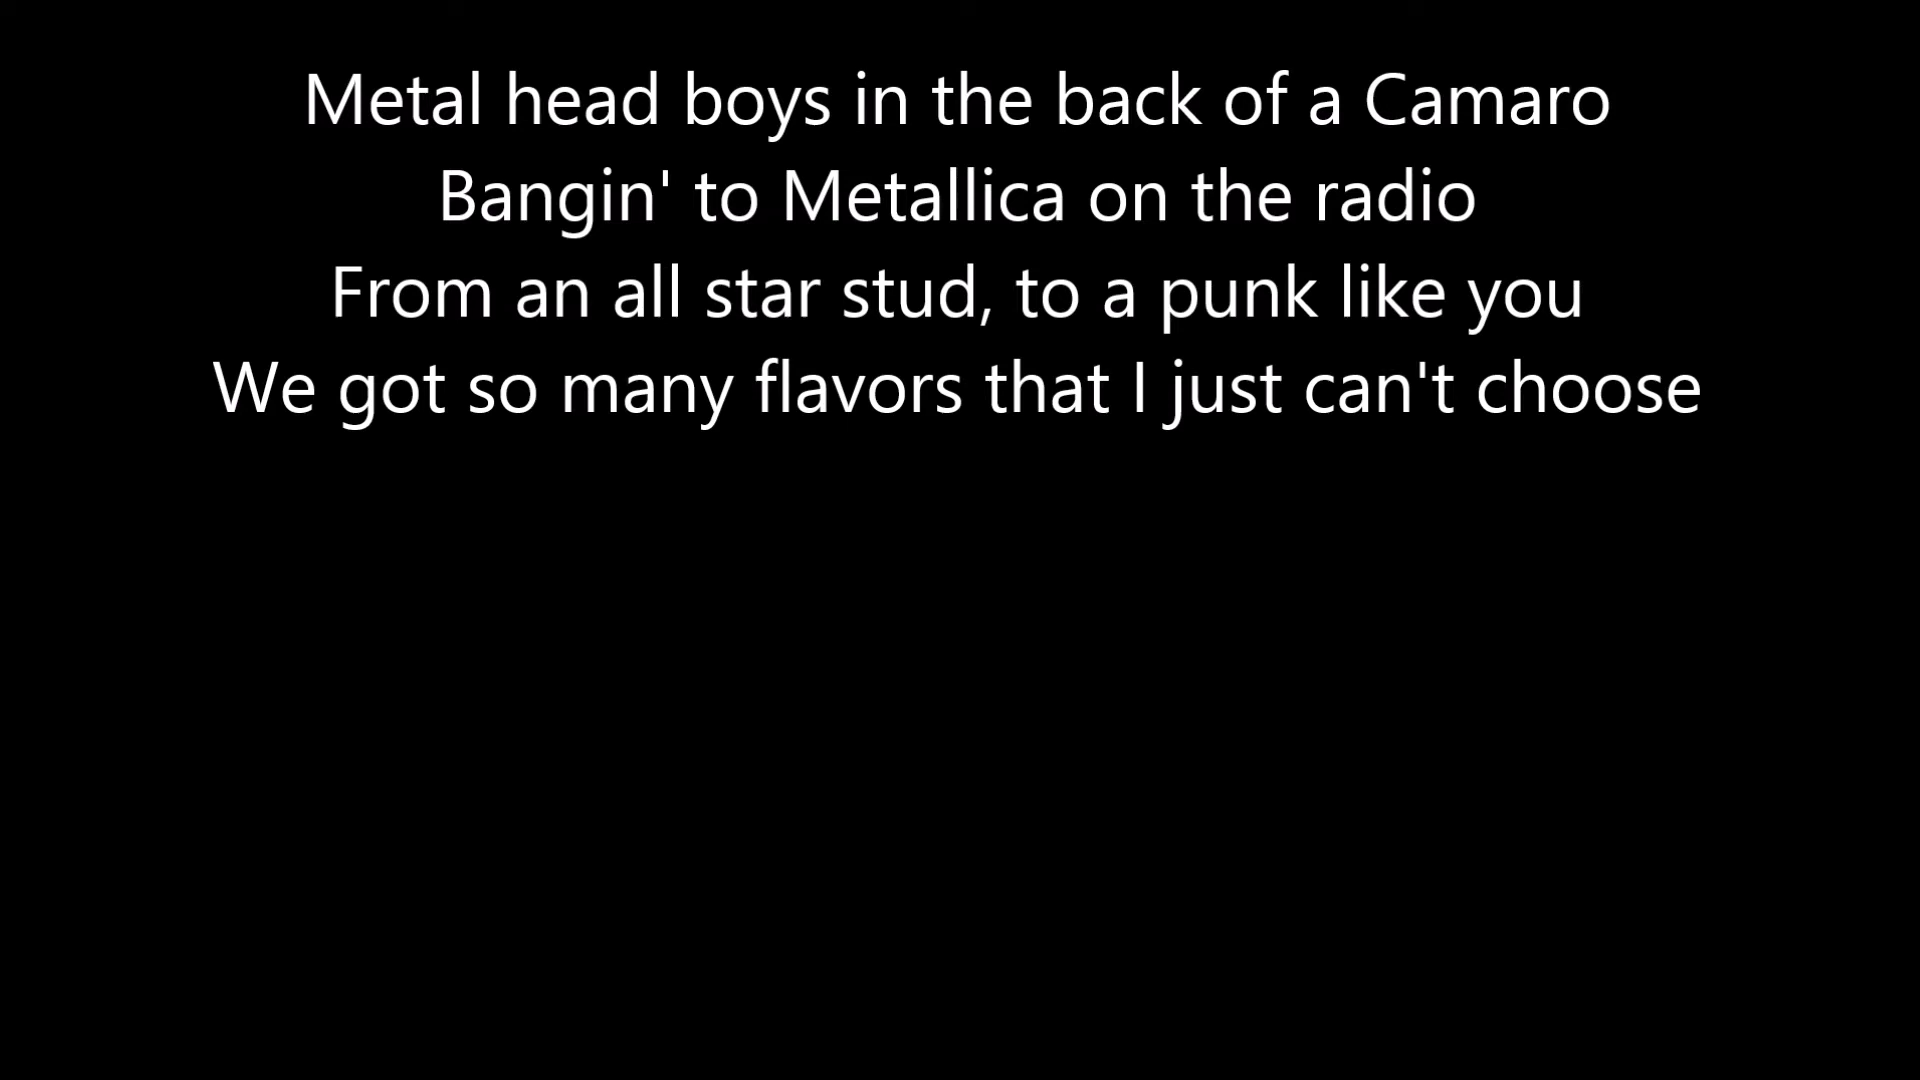 Metal head boys in the back of a Camaro
Bangin' to Metallica on the radio
From an all star stud, to a punk like you
We got so many flavors that I just can't choose